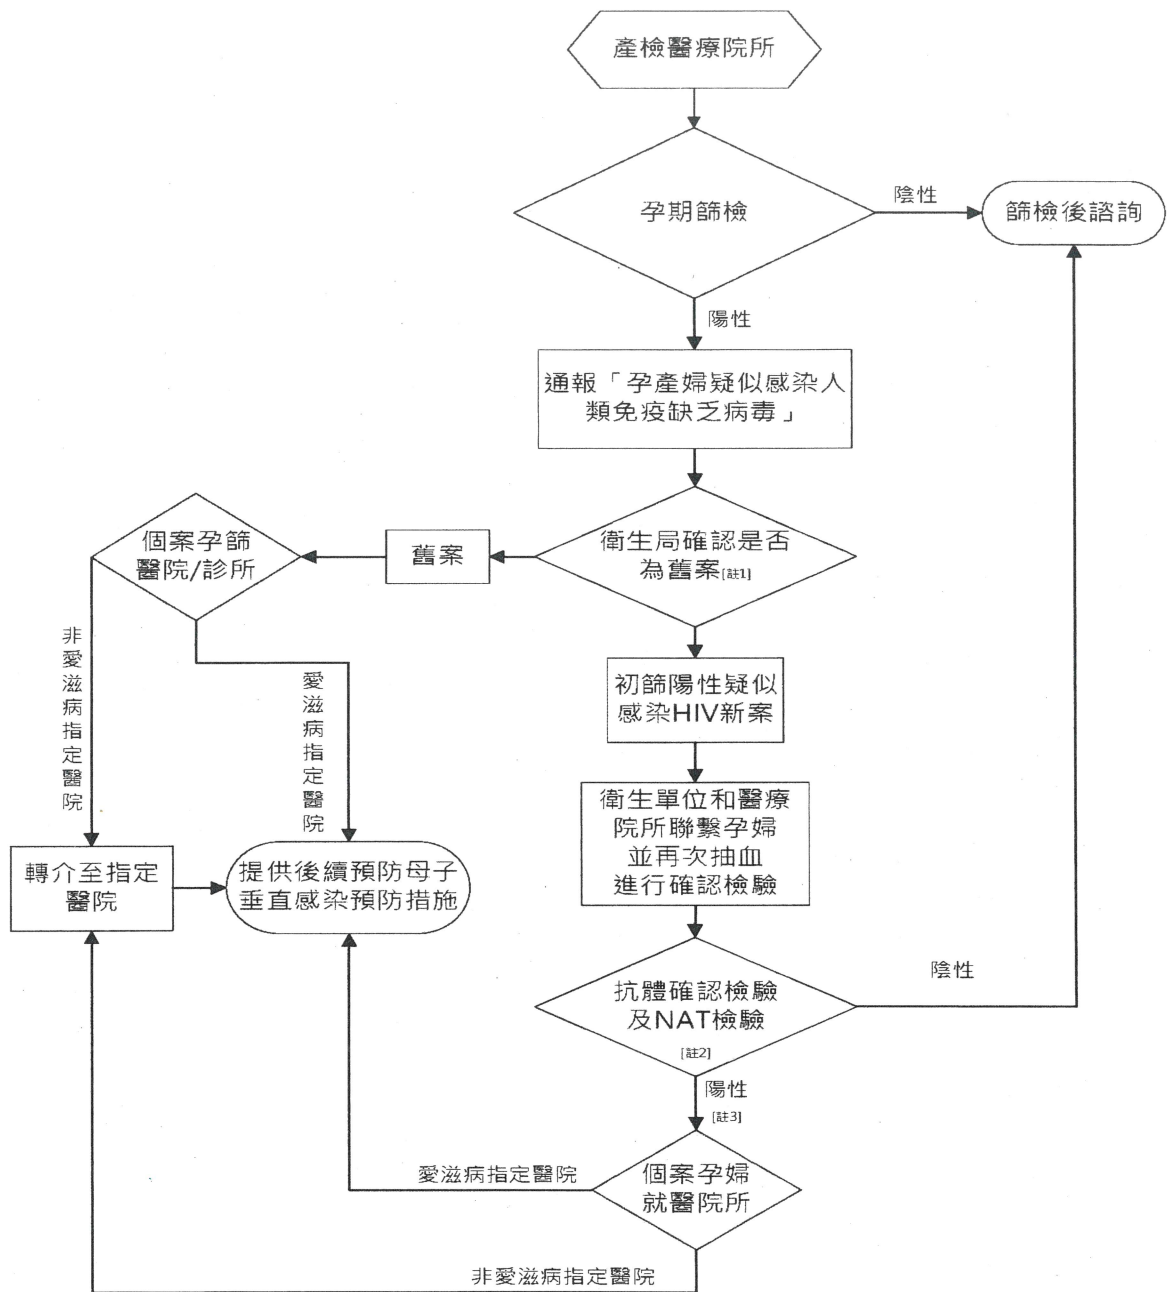 產檢醫療院所
孕期篩檢
陰性
篩檢後諮詢
陽性
通報「孕產婦疑似感染人
類免疫缺乏病毒」
衛生局確認是否
為舊案[註1]
舊案
個案孕篩
醫院/診所
非愛滋病指定醫院
愛滋病指定醫院
初篩陽性疑似
感染HIV新案
衛生單位和醫療
院所聯繫孕婦
並再次抽血
進行確認檢驗
轉介至指定
醫院
提供後續預防母子
垂直感染預防措施
抗體確認檢驗
及NAT檢驗
[註2]
陰性
陽性
[註3]
個案孕婦
就醫院所
愛滋病指定醫院
非愛滋病指定醫院